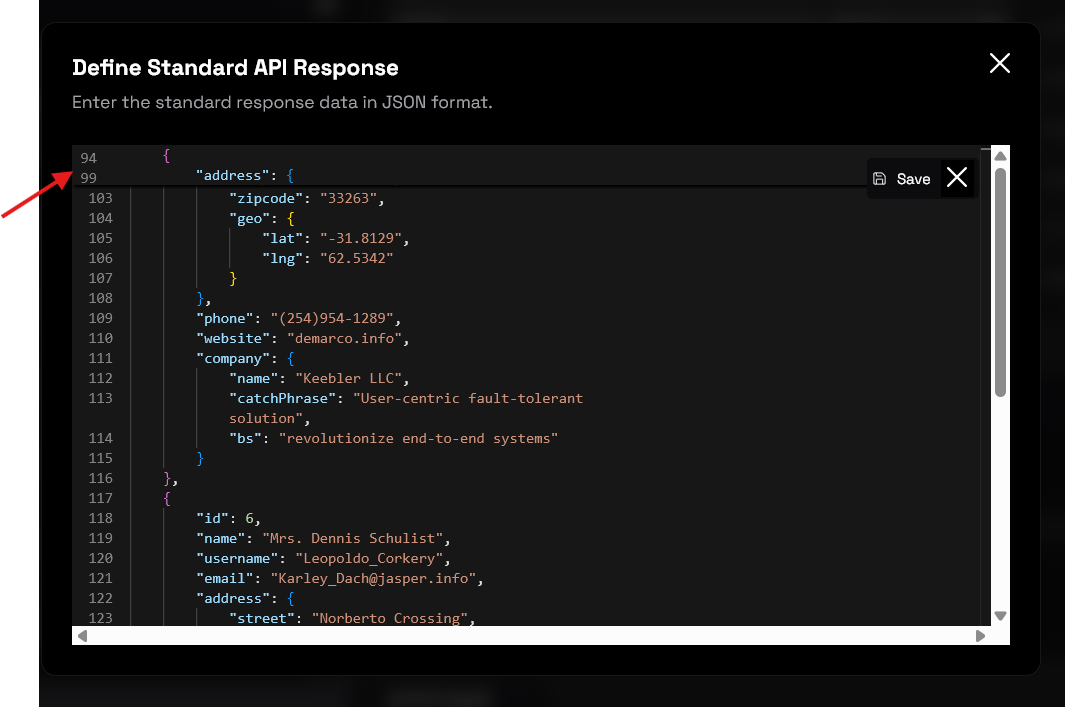 Define Standard API Response
Enter the standard response data in JSON format.
94 {
99 "address": {
Save
103 "zipcode": "33263",
104 "geo": {
105 "lat": "-31.8129",
106 "lng": "62.5342"
107 }
108 },
109 "phone": "(254)954-1289",
110 "website": "demarco.info",
111 "company": {
112 "name": "Keebler LLC",
113 "catchPhrase": "User-centric fault-tolerant
solution",
114 "bs": "revolutionize end-to-end systems"
115 }
116 },
117 {
118 "id": 6,
119 "name": "Mrs. Dennis Schulist",
120 "username": "Leopoldo_Corkery",
121 "email": "Karley_Dach@jasper.info",
122 "address": {
123 "street": "Norberto Crossing",